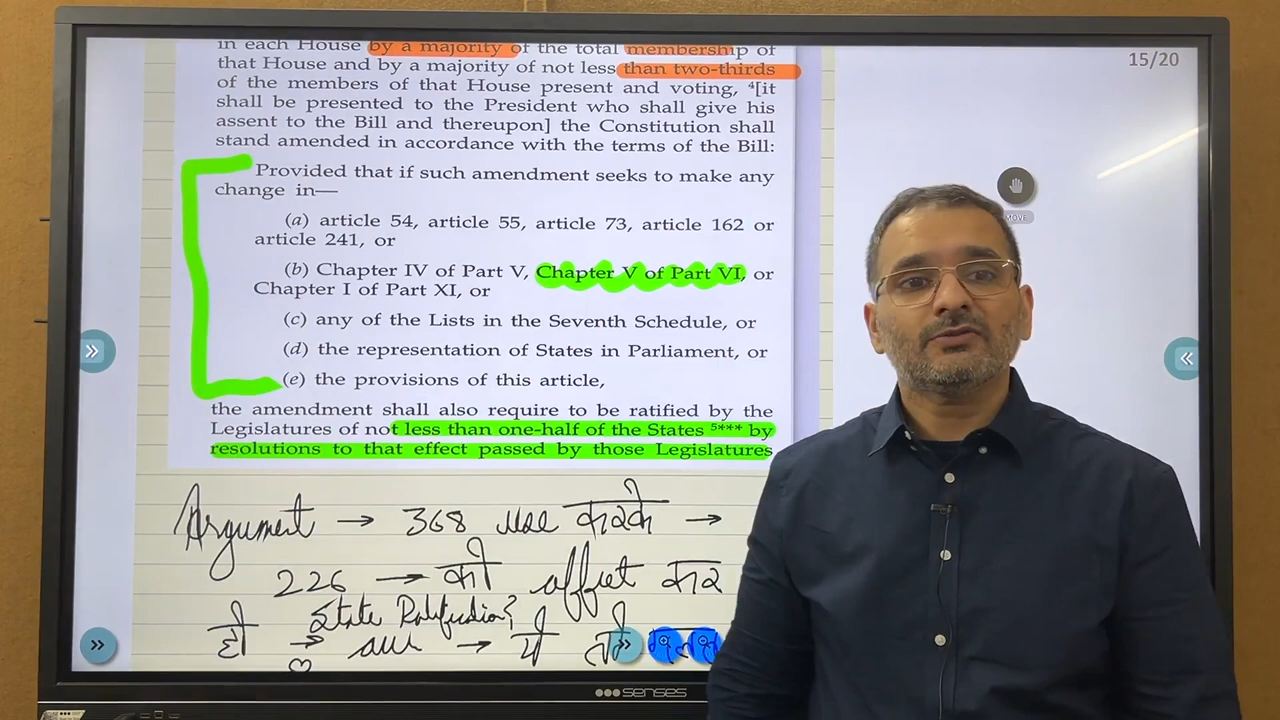 in each House by a majority of the total membership of
15/20
that House and by a majority of not less than two-thirds
of the members of that House present and voting, ⁴[it
shall be presented to the President who shall give his
assent to the Bill and thereupon] the Constitution shall
stand amended in accordance with the terms of the Bill:
Provided that if such amendment seeks to make any
change in—
MOVE
(a) article 54, article 55, article 73, article 162 or
article 241, or
(b) Chapter IV of Part V, Chapter V of Part VI, or
Chapter I of Part XI, or
(c) any of the Lists in the Seventh Schedule, or
(d) the representation of States in Parliament, or
(e) the provisions of this article,
the amendment shall also require to be ratified by the
Legislatures of not less than one-half of the States ⁵*** by
resolutions to that effect passed by those Legislatures
Argument → 368 use करके →
226 → को affect कर
State Ratification?
दी →
senses